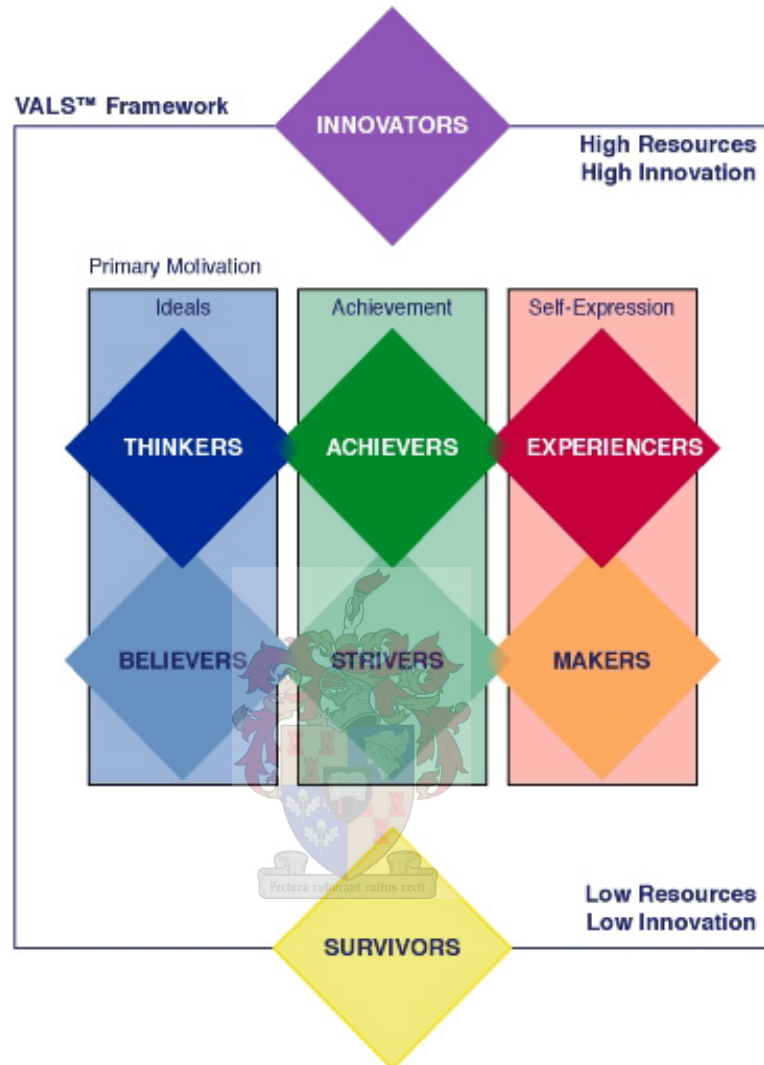 VALS™ Framework
INNOVATORS
High Resources
High Innovation
Primary Motivation
Ideals
Achievement
Self-Expression
THINKERS
ACHIEVERS
EXPERIENCERS
BELIEVERS
STRIVERS
MAKERS
Pectora roborant cultus recti
Low Resources
Low Innovation
SURVIVORS